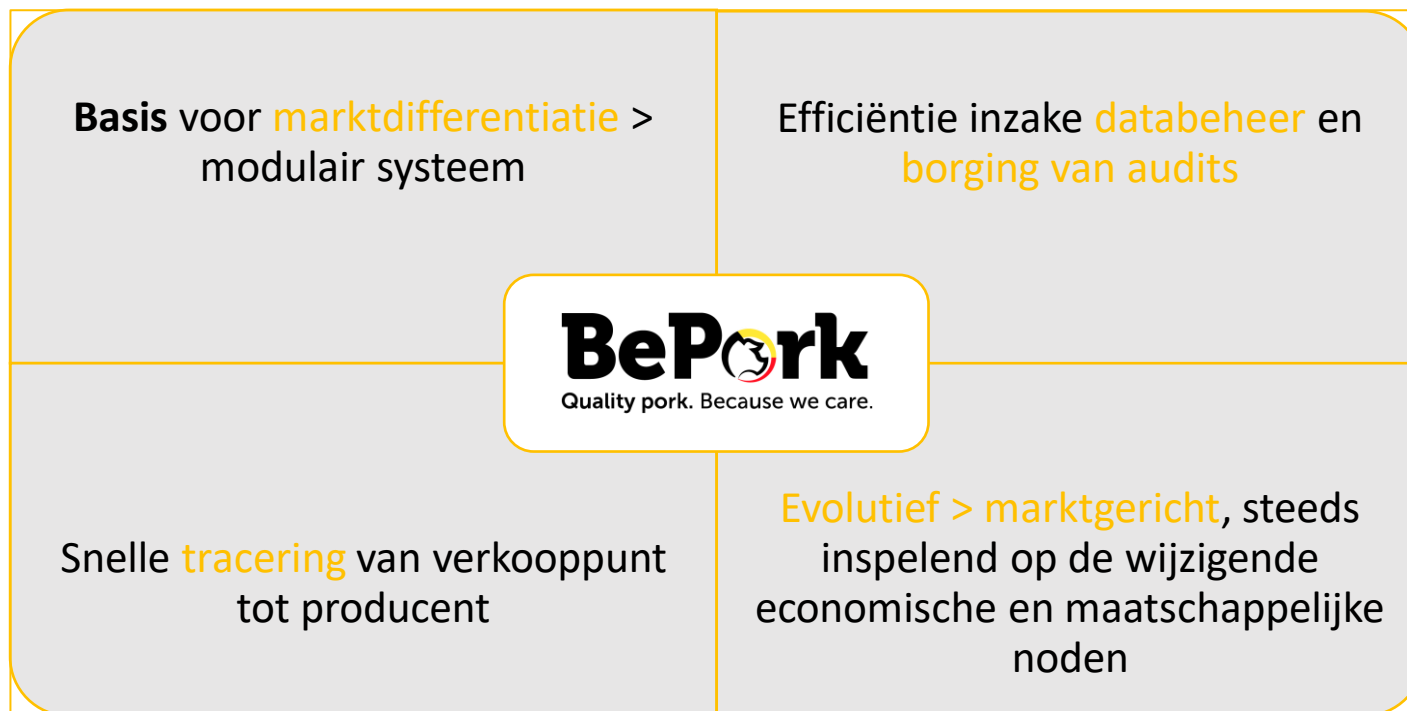 Basis voor marktdifferentiatie >
modulair systeem
Efficiëntie inzake databeheer en
borging van audits
BePork
Quality pork. Because we care.
Snelle tracering van verkooppunt
tot producent
Evolutief > marktgericht, steeds
inspelend op de wijzigende
economische en maatschappelijke
noden